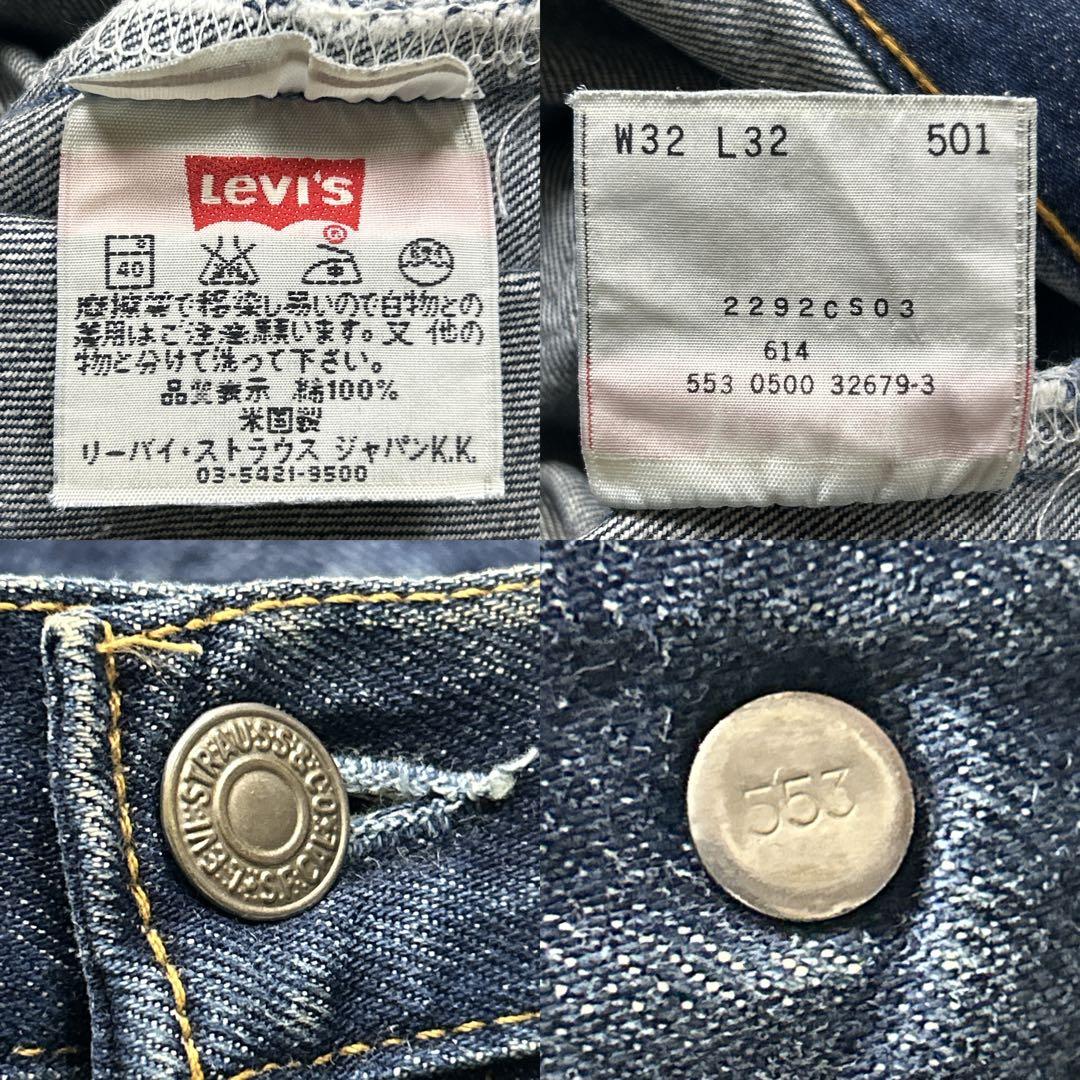 Levi's
®
40
摩擦等で移染し易いので白物との
着用はご注意願います。又 他の
物と分けて洗って下さい。
品質表示 綿100%
米国製
リーバイ・ストラウス ジャパンK.K.
03-5421-9500
W32 L32 501
2292CS03
614
553 0500 32679-3
LEVI STRAUSS & CO. S.F. CAL.
553